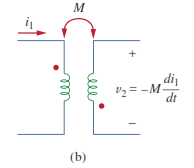 M
i₁
+
v₂ = −M di₁/dt
−
(b)